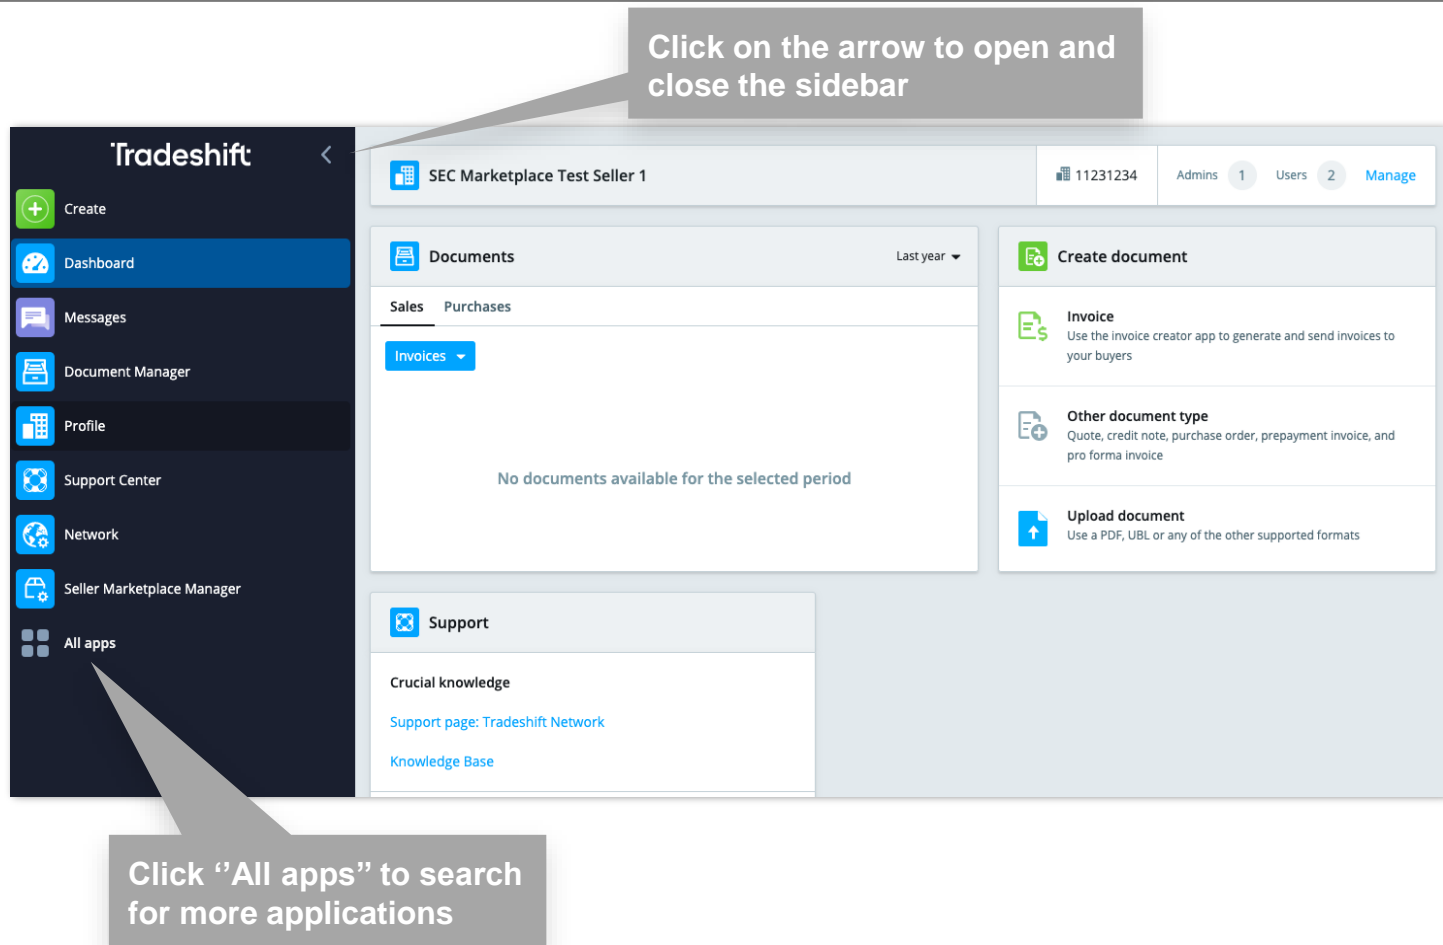 Click on the arrow to open and
close the sidebar
Tradeshift
Create
Dashboard
Messages
Document Manager
Profile
Support Center
Network
Seller Marketplace Manager
All apps
SEC Marketplace Test Seller 1
11231234
Admins 1 Users 2 Manage
Documents
Last year
Sales Purchases
Invoices
No documents available for the selected period
Create document
Invoice
Use the invoice creator app to generate and send invoices to
your buyers
Other document type
Quote, credit note, purchase order, prepayment invoice, and
pro forma invoice
Upload document
Use a PDF, UBL or any of the other supported formats
Support
Crucial knowledge
Support page: Tradeshift Network
Knowledge Base
Click ‘’All apps’’ to search
for more applications